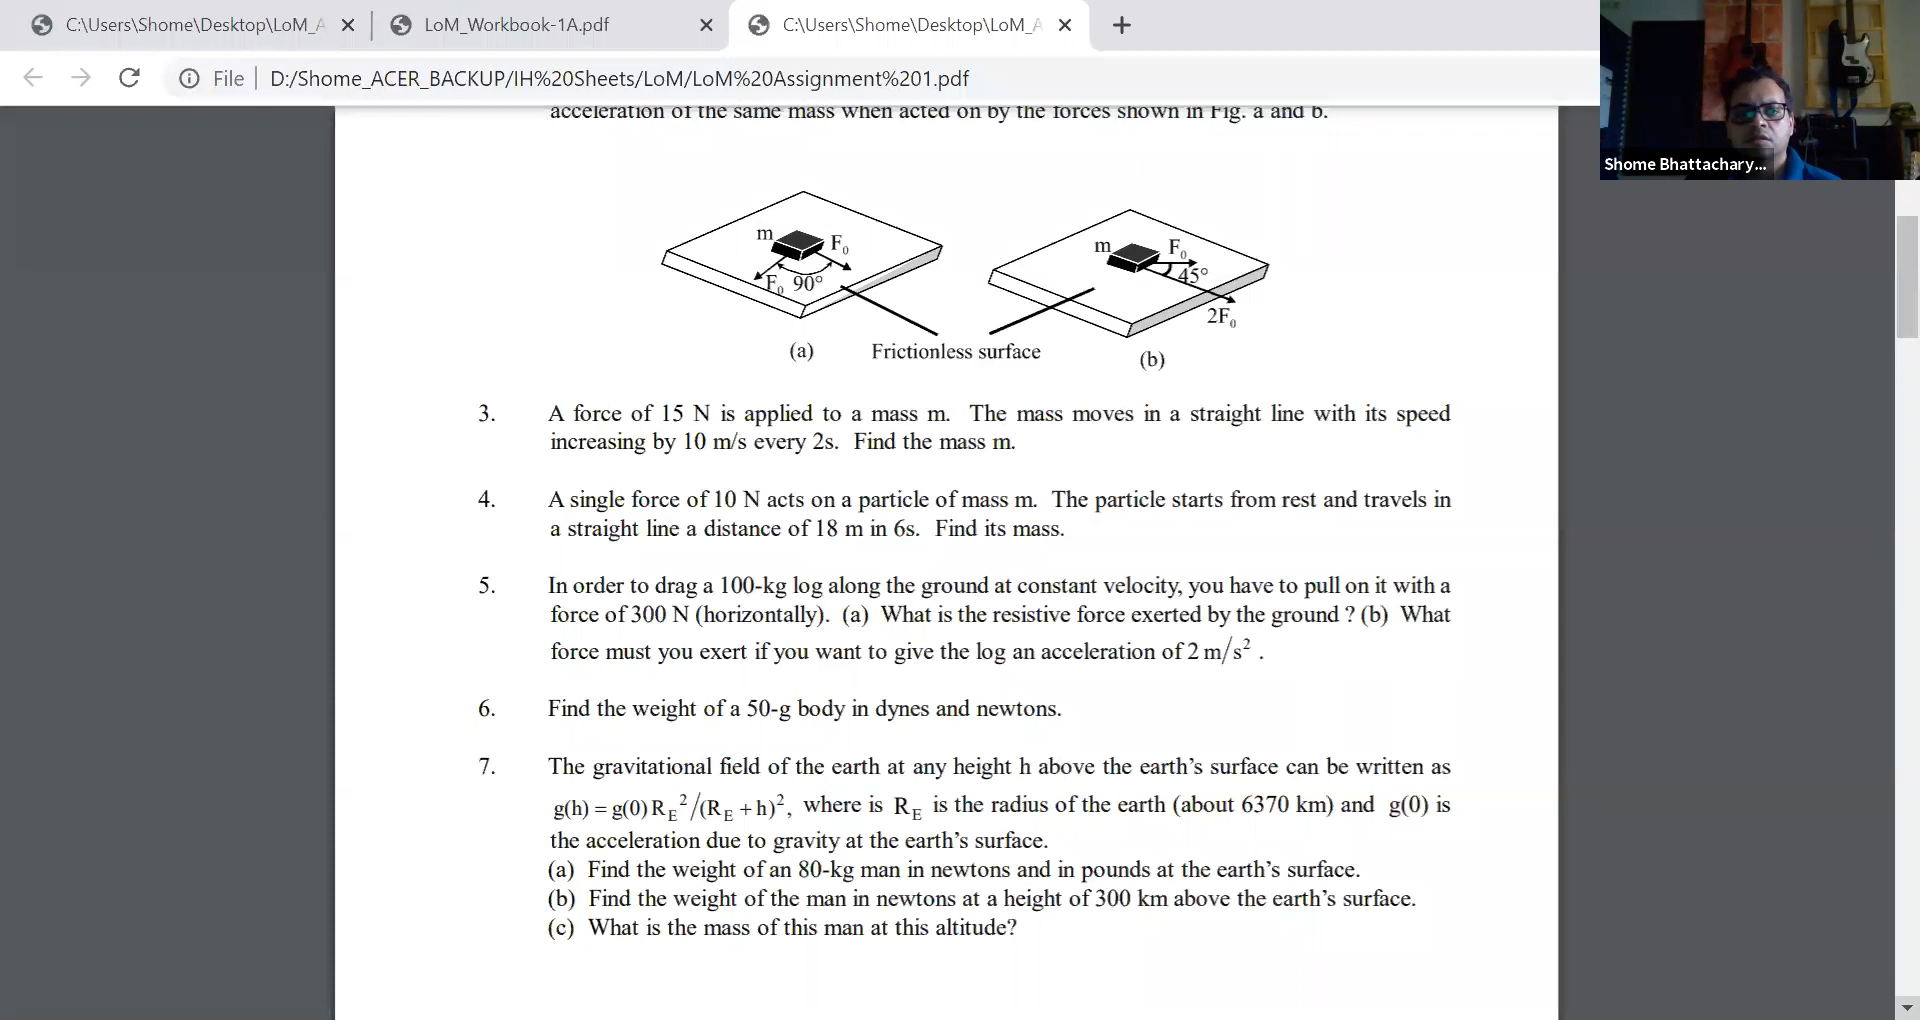 C:\Users\Shome\Desktop\LoM_A
LoM_Workbook-1A.pdf
C:\Users\Shome\Desktop\LoM_A
File
D:/Shome_ACER_BACKUP/IH%20Sheets/LoM/LoM%20Assignment%201.pdf
Shome Bhattachary...
acceleration of the same mass when acted on by the forces shown in Fig. a and b.
m F₀
F₀ 90°
(a)
m F₀
45°
2F₀
Frictionless surface
(b)
3. A force of 15 N is applied to a mass m. The mass moves in a straight line with its speed
increasing by 10 m/s every 2s. Find the mass m.
4. A single force of 10 N acts on a particle of mass m. The particle starts from rest and travels in
a straight line a distance of 18 m in 6s. Find its mass.
5. In order to drag a 100-kg log along the ground at constant velocity, you have to pull on it with a
force of 300 N (horizontally). (a) What is the resistive force exerted by the ground ? (b) What
force must you exert if you want to give the log an acceleration of 2 m/s² .
6. Find the weight of a 50-g body in dynes and newtons.
7. The gravitational field of the earth at any height h above the earth's surface can be written as
g(h) = g(0) R_E²/(R_E + h)², where is R_E is the radius of the earth (about 6370 km) and g(0) is
the acceleration due to gravity at the earth's surface.
(a) Find the weight of an 80-kg man in newtons and in pounds at the earth's surface.
(b) Find the weight of the man in newtons at a height of 300 km above the earth's surface.
(c) What is the mass of this man at this altitude?